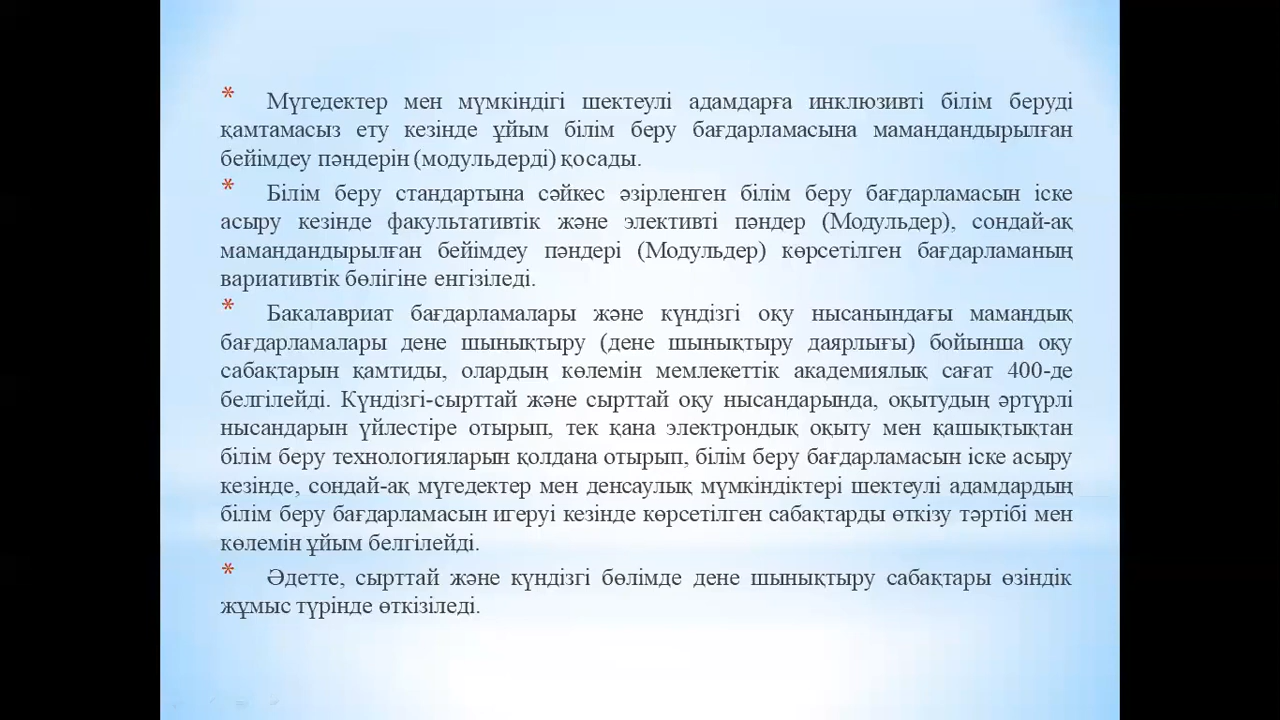 * Мүгедектер мен мүмкіндігі шектеулі адамдарға инклюзивті білім беруді
қамтамасыз ету кезінде ұйым білім беру бағдарламасына мамандандырылған
бейімдеу пәндерін (модульдерді) қосады.
* Білім беру стандартына сәйкес әзірленген білім беру бағдарламасын іске
асыру кезінде факультативтік және элективті пәндер (Модульдер), сондай-ақ
мамандандырылған бейімдеу пәндері (Модульдер) көрсетілген бағдарламаның
вариативтік бөлігіне енгізіледі.
* Бакалавриат бағдарламалары және күндізгі оқу нысанындағы мамандық
бағдарламалары дене шынықтыру (дене шынықтыру даярлығы) бойынша оқу
сабақтарын қамтиды, олардың көлемін мемлекеттік академиялық сағат 400-де
белгілейді. Күндізгі-сырттай және сырттай оқу нысандарында, оқытудың әртүрлі
нысандарын үйлестіре отырып, тек қана электрондық оқыту мен қашықтықтан
білім беру технологияларын қолдана отырып, білім беру бағдарламасын іске асыру
кезінде, сондай-ақ мүгедектер мен денсаулық мүмкіндіктері шектеулі адамдардың
білім беру бағдарламасын игеруі кезінде көрсетілген сабақтарды өткізу тәртібі мен
көлемін ұйым белгілейді.
* Әдетте, сырттай және күндізгі бөлімде дене шынықтыру сабақтары өзіндік
жұмыс түрінде өткізіледі.